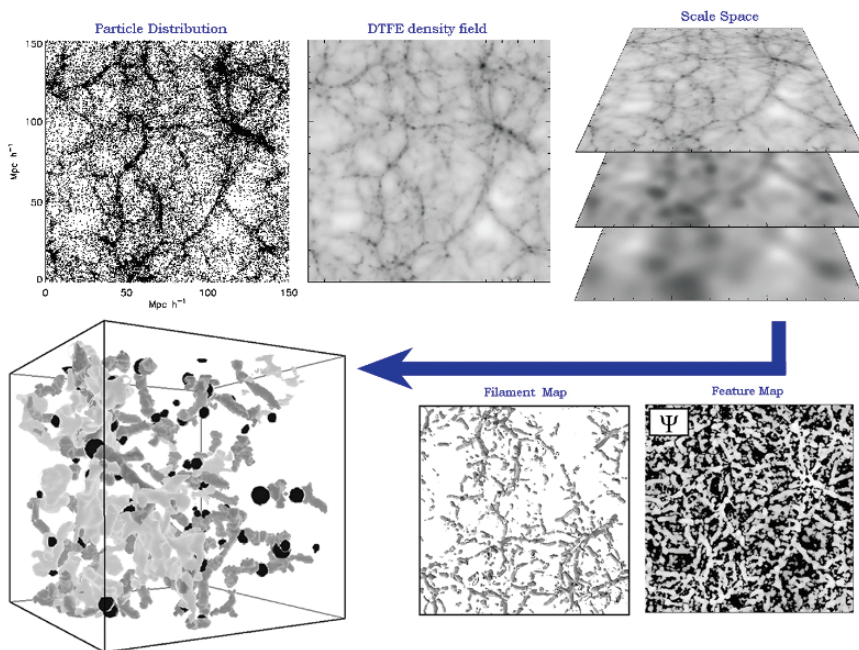 Particle Distribution
DTFE density field
Scale Space
150
100
50
0
Mpc h⁻¹
0 50 100 150
Mpc h⁻¹
Filament Map
Feature Map
Ψ